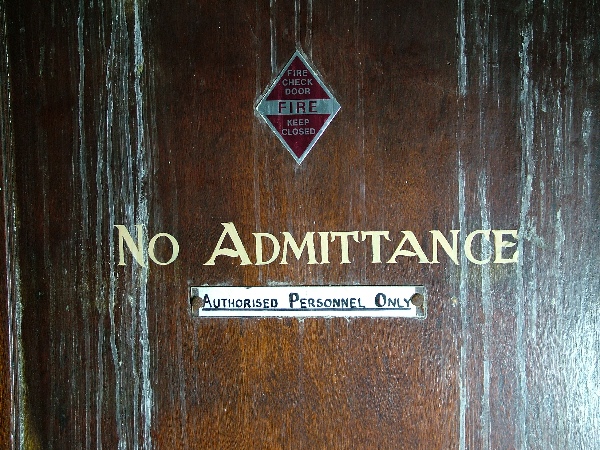 FIRE
CHECK
DOOR
FIRE
KEEP
CLOSED
NO ADMITTANCE
AUTHORISED PERSONNEL ONLY